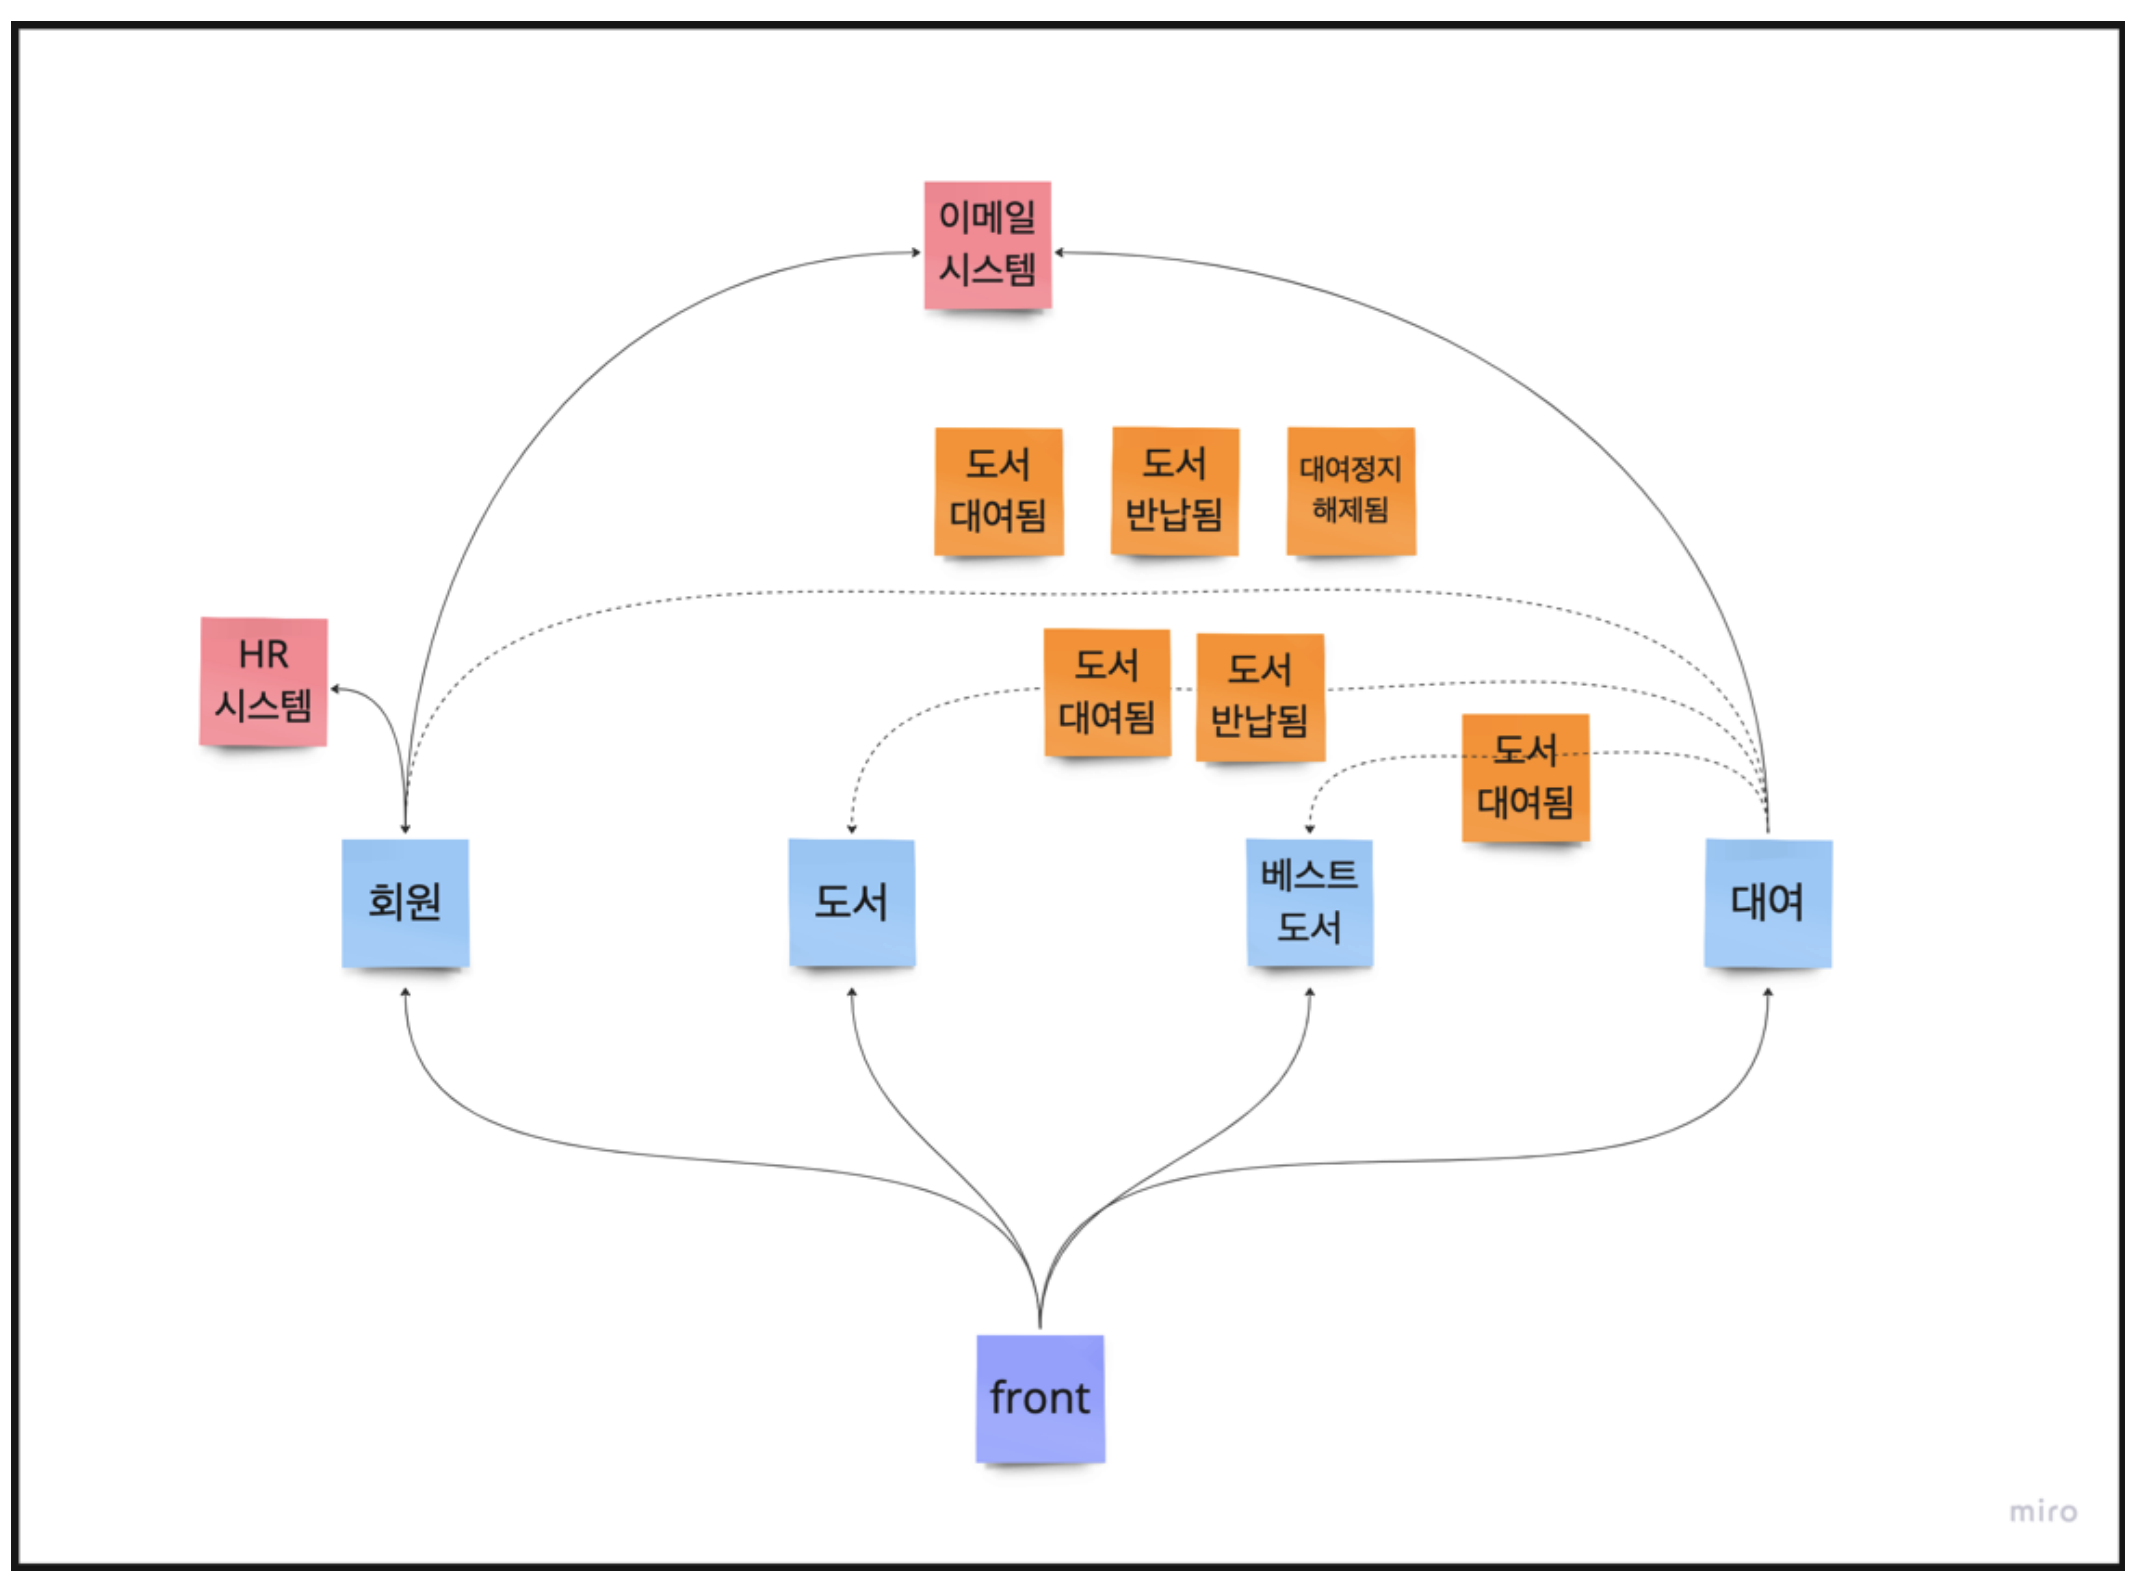 이메일
시스템
도서
대여됨
도서
반납됨
대여정지
해제됨
HR
시스템
도서
대여됨
도서
반납됨
도서
대여됨
회원
도서
베스트
도서
대여
front
miro